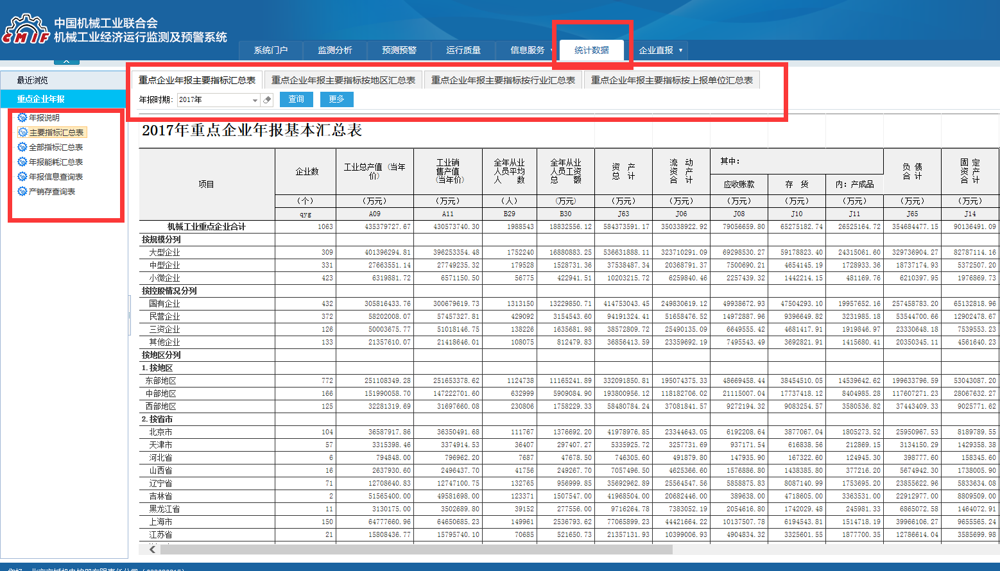 中国机械工业联合会
CMIF 机械工业经济运行监测及预警系统
系统门户 监测分析 预测预警 运行质量 信息服务 统计数据 企业直报
最近浏览
重点企业年报
年报说明
主要指标汇总表
全部指标汇总表
年报能耗汇总表
年报信息查询表
产销存查询表
重点企业年报主要指标汇总表 重点企业年报主要指标按地区汇总表 重点企业年报主要指标按行业汇总表 重点企业年报主要指标按上报单位汇总表
年报时期： 2017年 查询 更多
2017年重点企业年报基本汇总表
项目 企业数 工业总产值（当年价） 工业销售产值（当年价） 全年从业人员平均人数 全年从业人员工资总额 资产总计 流动资产合计 其中： 负债合计 固定资产合计
应收账款 存 货 内：产成品
（个） （万元） （万元） （人） （万元） （万元） （万元） （万元） （万元） （万元） （万元） （万元）
qyg A09 A11 B29 B30 J63 J06 J08 J10 J11 J65 J14
机械工业重点企业合计 1063 435379727.67 430573740.30 1988543 18832556.12 584373591.17 350338922.92 79056659.80 65275182.74 26525164.72 354684477.15 90136491.09
按规模分列
大型企业 309 401396294.81 396253354.48 1752240 16880883.25 536631888.11 323710291.09 69298530.27 59178823.40 24315061.60 329736904.27 82787114.16
中型企业 331 27663551.14 27749235.32 179528 1528731.36 37538487.34 20368791.37 7500690.21 4654145.19 1728933.36 18737174.93 5372507.20
小微企业 423 6319881.72 6571150.50 56775 422941.51 10203215.72 6259840.46 2257439.32 1442214.15 481169.76 6210397.95 1976869.73
按控股情况分列
国有企业 432 305816433.76 300679619.73 1313150 13229850.71 414753043.45 249830619.12 49938672.93 47504293.10 19957652.16 257458783.20 65132818.96
民营企业 372 58202008.07 57457327.81 429092 3154543.60 94191324.41 51658476.52 14972887.96 9396649.82 3231985.18 53544700.66 12902478.67
三资企业 126 50003675.77 51018146.75 138226 1635681.98 38572809.72 25490135.09 6649555.42 4681417.91 1919846.97 23330648.18 7539553.23
其他企业 133 21357610.07 21418646.01 108075 812479.83 36856413.59 23359692.19 7495543.49 3692821.91 1415680.41 20350345.11 4561640.23
按地区分列
1.按地区
东部地区 772 251108349.28 251653378.62 1124738 11165241.89 332091850.81 195074375.33 48669458.44 38454510.05 14539642.62 199633796.59 53043087.20
中部地区 166 151990058.70 147222701.60 632999 5909084.90 193800956.12 118182706.02 21115007.04 17737418.12 8404985.28 117607271.23 28067632.27
西部地区 125 32281319.69 31697660.08 230806 1758229.33 58480784.24 37081841.57 9272194.32 9083254.57 3580536.82 37443409.33 9025771.62
2.按省市
北京市 104 36587917.86 36350491.68 111767 1376692.20 41978976.85 23344643.05 6192208.64 3877067.04 1805273.52 25950967.53 8189789.55
天津市 57 3315398.46 3374914.53 36407 297407.27 5335925.72 3257731.69 937171.54 616838.56 212869.15 3134150.29 1429358.38
河北省 6 794848.00 796962.20 7687 47678.50 746305.60 491879.80 147935.90 167322.60 124945.30 398777.60 158345.60
山西省 16 2637930.60 2496437.70 41756 249267.70 7057496.50 4625366.60 1576886.80 1438385.80 377216.20 5674942.30 1738005.90
辽宁省 71 12708640.83 12747100.75 132765 956999.85 35692962.89 25564547.56 5858875.83 8087140.99 1753695.20 23855622.96 5833634.08
吉林省 2 51565400.00 49581698.00 123371 1507547.00 41968504.00 20682446.00 389638.00 4718605.00 3363531.00 22912977.00 8809509.00
黑龙江省 11 3130175.00 3502689.80 39152 277556.00 9716264.78 7383052.19 2054616.80 1742029.48 245981.33 6865072.58 1464072.91
上海市 150 64777660.96 64650685.23 149961 2536793.62 77065899.23 44421664.22 10137507.78 6194543.81 1514718.19 39966106.27 9655565.24
江苏省 21 15808436.77 15795740.10 70685 521650.73 21357131.93 10399006.93 4904834.32 3325601.55 1877700.35 12786614.04 3585699.98